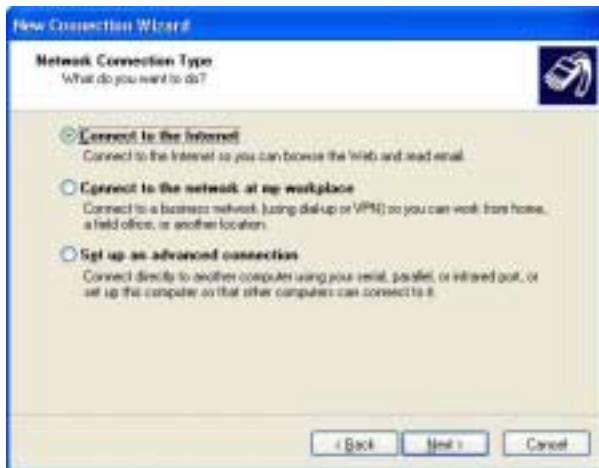 New Connection Wizard
Network Connection Type
What do you want to do?
Connect to the Internet
Connect to the Internet so you can browse the Web and read email.
Connect to the network at my workplace
Connect to a business network (using dial-up or VPN) so you can work from home,
a field office, or another location.
Set up an advanced connection
Connect directly to another computer using your serial, parallel, or infrared port, or
set up this computer so that other computers can connect to it.
< Back
Next >
Cancel